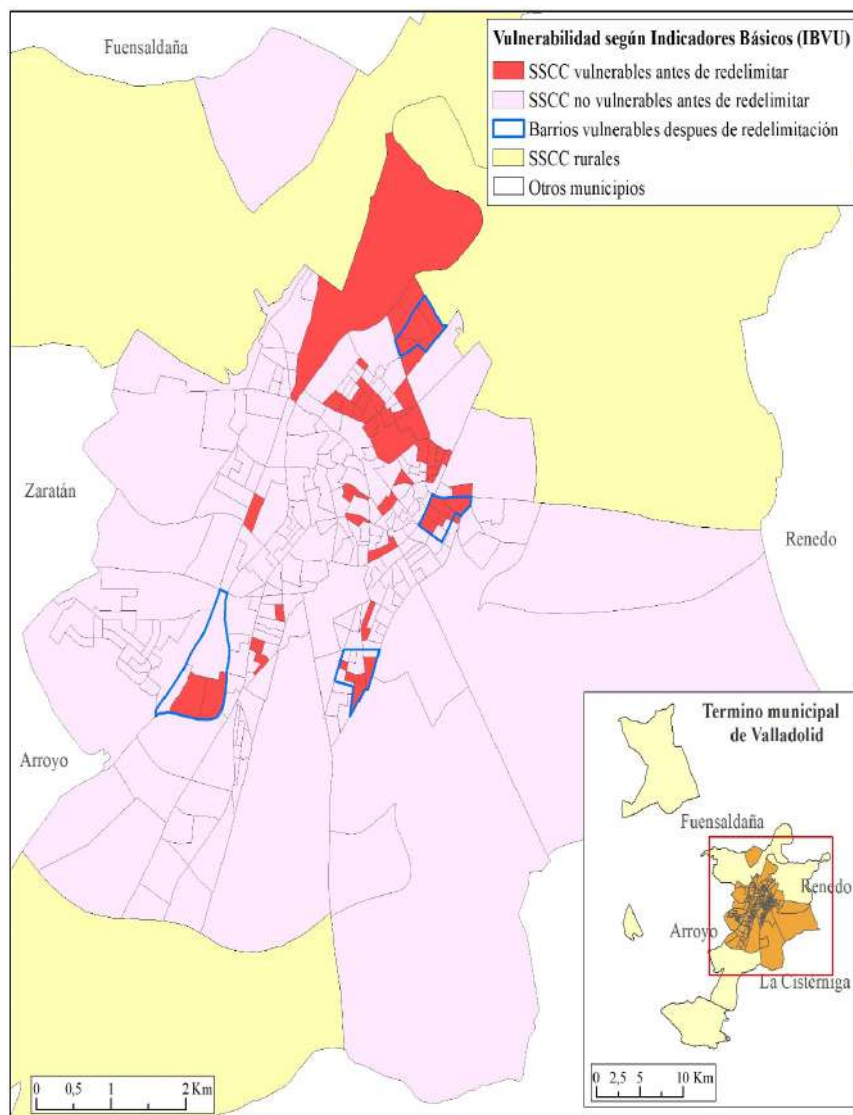 Fuensaldaña
Vulnerabilidad según Indicadores Básicos (IBVU)
SSCC vulnerables antes de redelimitar
SSCC no vulnerables antes de redelimitar
Barrios vulnerables despues de redelimitación
SSCC rurales
Otros municipios
Zaratán
Renedo
Arroyo
Termino municipal
de Valladolid
Fuensaldaña
Renedo
Arroyo
La Cistérniga
0 0,5 1 2 Km
0 2,5 5 10 Km